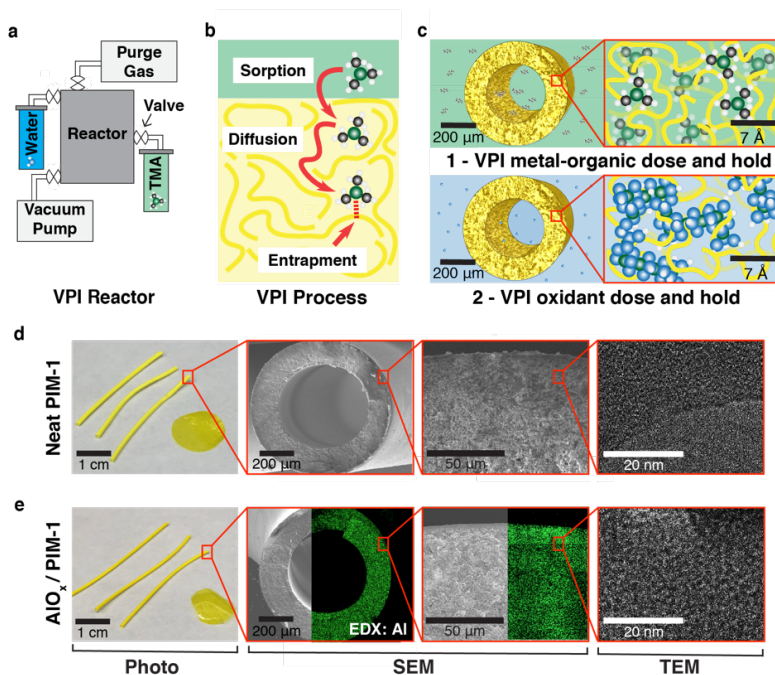 a
Purge
Gas
Water
Reactor
Valve
TMA
Vacuum
Pump
VPI Reactor
b
Sorption
Diffusion
Entrapment
VPI Process
c
200 µm
7 Å
1 - VPI metal-organic dose and hold
200 µm
7 Å
2 - VPI oxidant dose and hold
d
Neat PIM-1
1 cm
200 µm
50 µm
20 nm
e
AlOx / PIM-1
1 cm
200 µm
EDX: Al
50 µm
20 nm
Photo
SEM
TEM